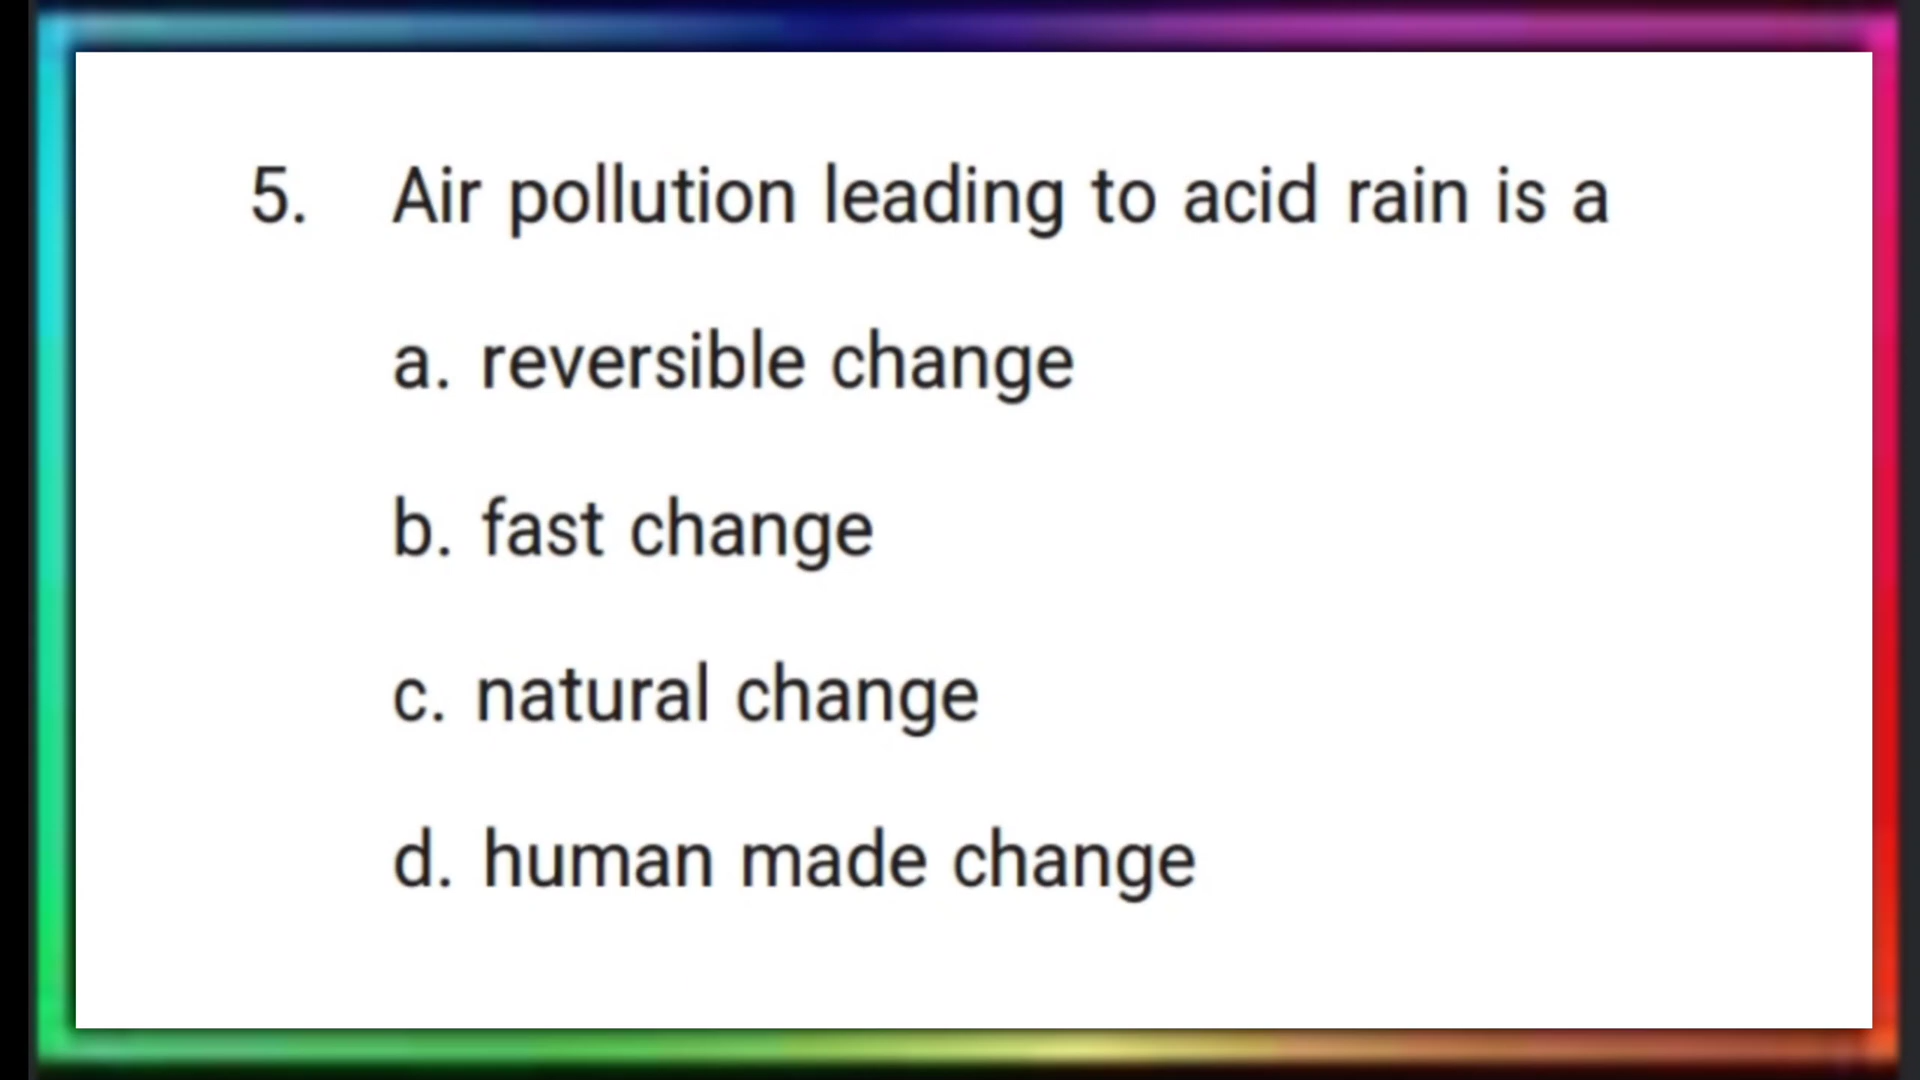 5. Air pollution leading to acid rain is a
a. reversible change
b. fast change
c. natural change
d. human made change